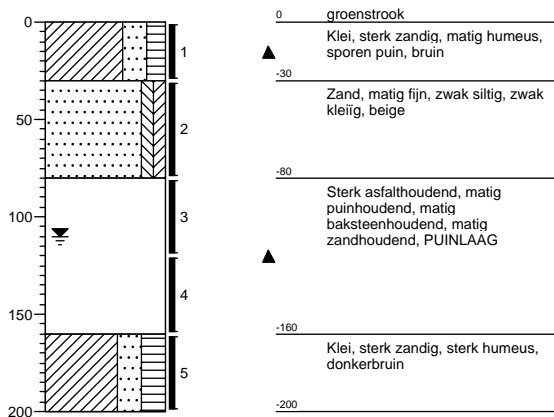 0
groenstrook
Klei, sterk zandig, matig humeus,
sporen puin, bruin
-30
Zand, matig fijn, zwak siltig, zwak
kleiïg, beige
-80
Sterk asfalthoudend, matig
puinhoudend, matig
baksteenhoudend, matig
zandhoudend, PUINLAAG
-160
Klei, sterk zandig, sterk humeus,
donkerbruin
-200
0
50
100
150
200
1
2
3
4
5